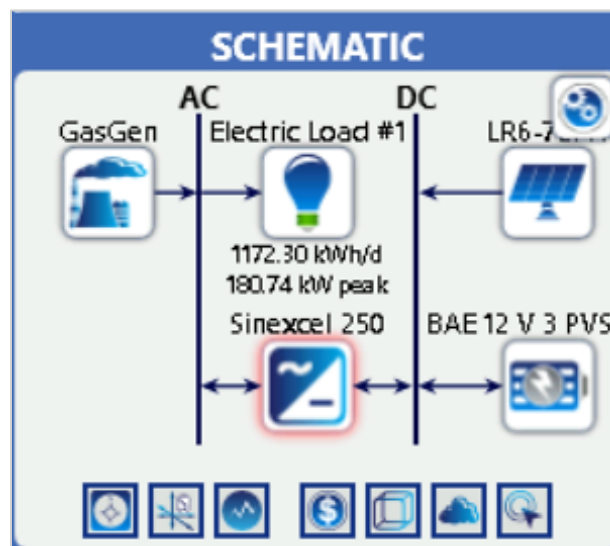 SCHEMATIC
AC DC
GasGen Electric Load #1
1172.30 kWh/d
180.74 kW peak
Sinexcel 250 BAE 12 V 3 PVS